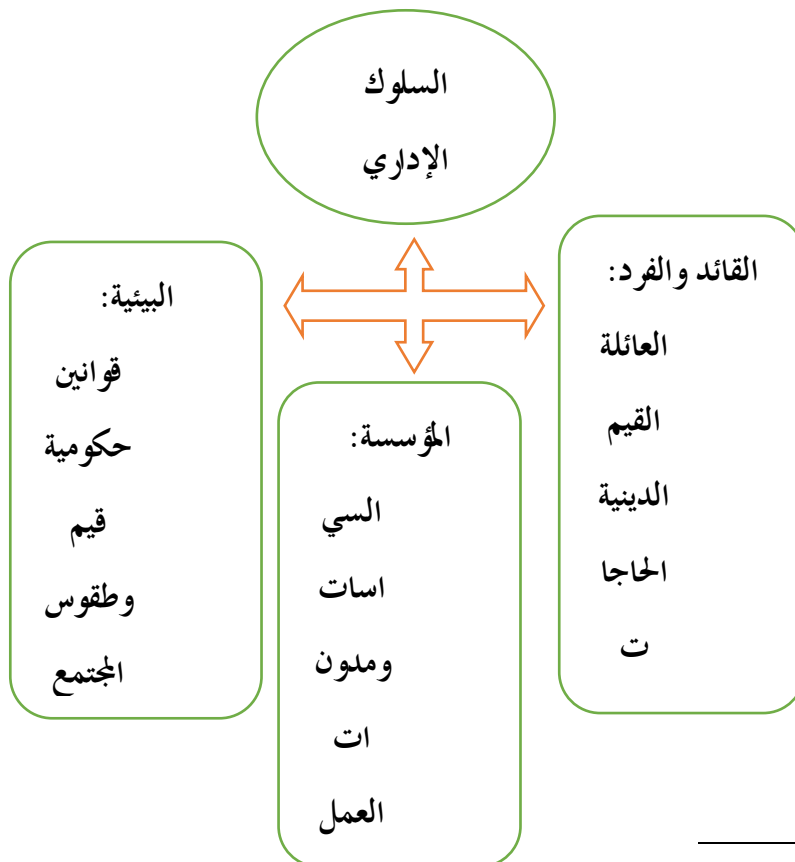 السلوك
الإداري
القائد والفرد:
العائلة
القيم
الدينية
الحاجا
ت
البيئية:
قوانين
حكومية
قيم
وطقوس
المجتمع
المؤسسة:
السي
اسات
ومدون
ات
العمل